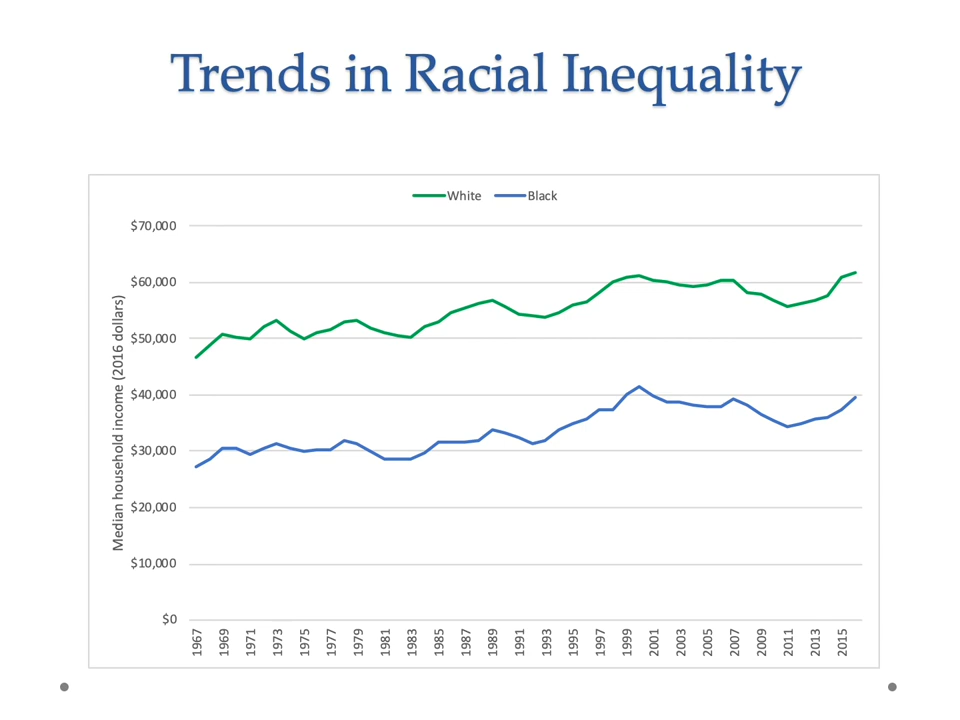 Trends in Racial Inequality
White Black
Median household income (2016 dollars)
$70,000
$60,000
$50,000
$40,000
$30,000
$20,000
$10,000
$0
1967 1969 1971 1973 1975 1977 1979 1981 1983 1985 1987 1989 1991 1993 1995 1997 1999 2001 2003 2005 2007 2009 2011 2013 2015